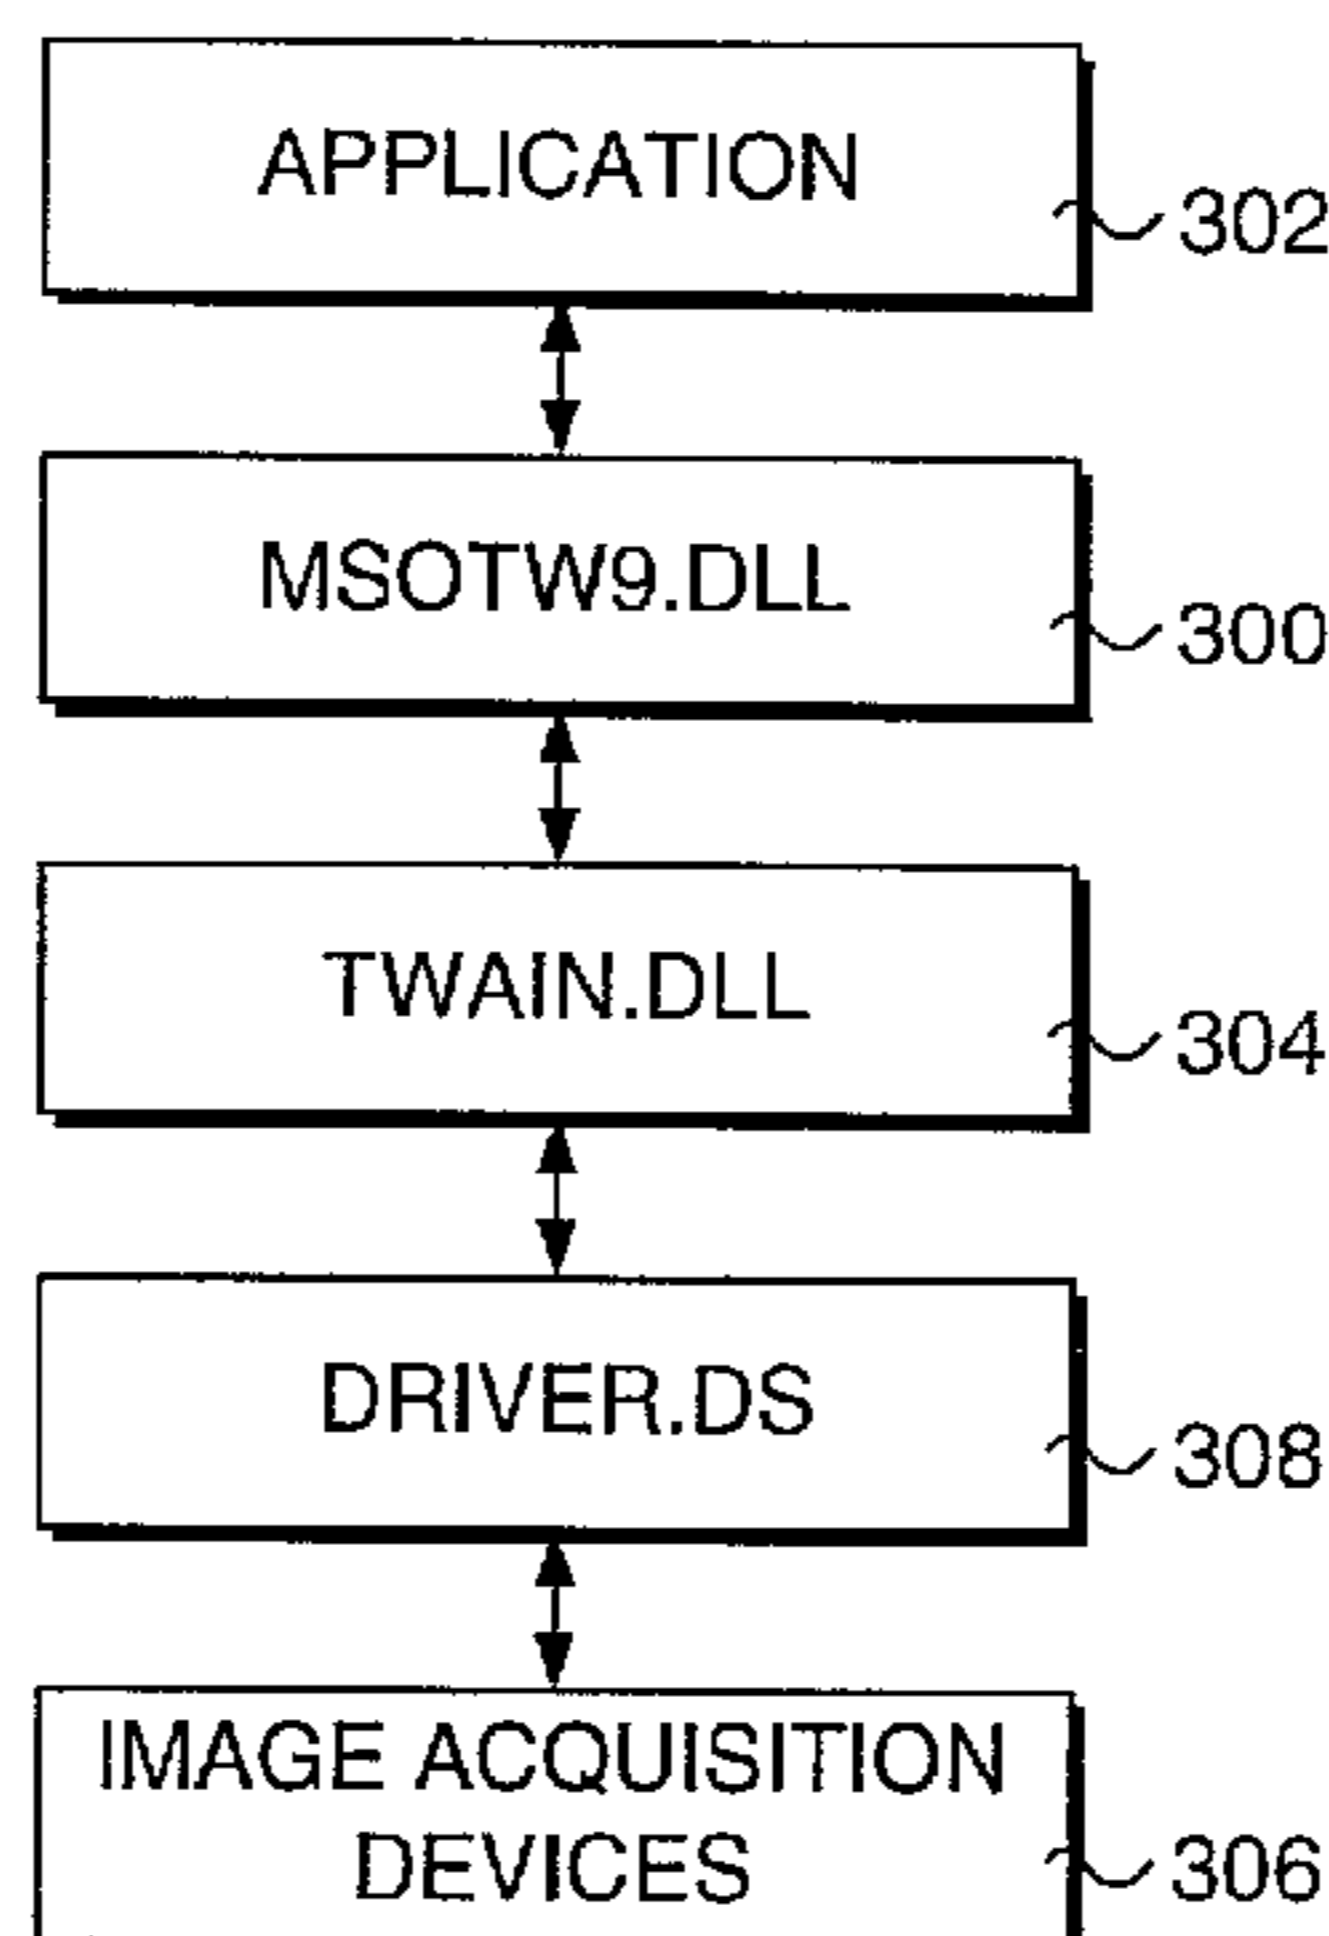 APPLICATION
302
MSOTW9.DLL
300
TWAIN.DLL
304
DRIVER.DS
308
IMAGE ACQUISITION
DEVICES
306